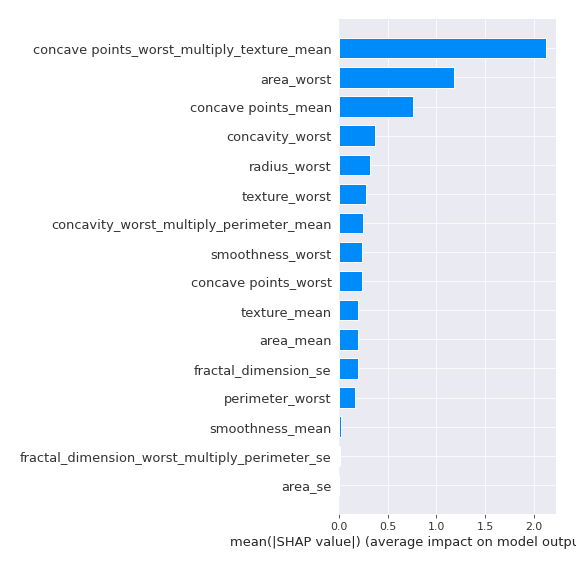 concave points_worst_multiply_texture_mean
area_worst
concave points_mean
concavity_worst
radius_worst
texture_worst
concavity_worst_multiply_perimeter_mean
smoothness_worst
concave points_worst
texture_mean
area_mean
fractal_dimension_se
perimeter_worst
smoothness_mean
fractal_dimension_worst_multiply_perimeter_se
area_se
0.0 0.5 1.0 1.5 2.0
mean(|SHAP value|) (average impact on model outpu